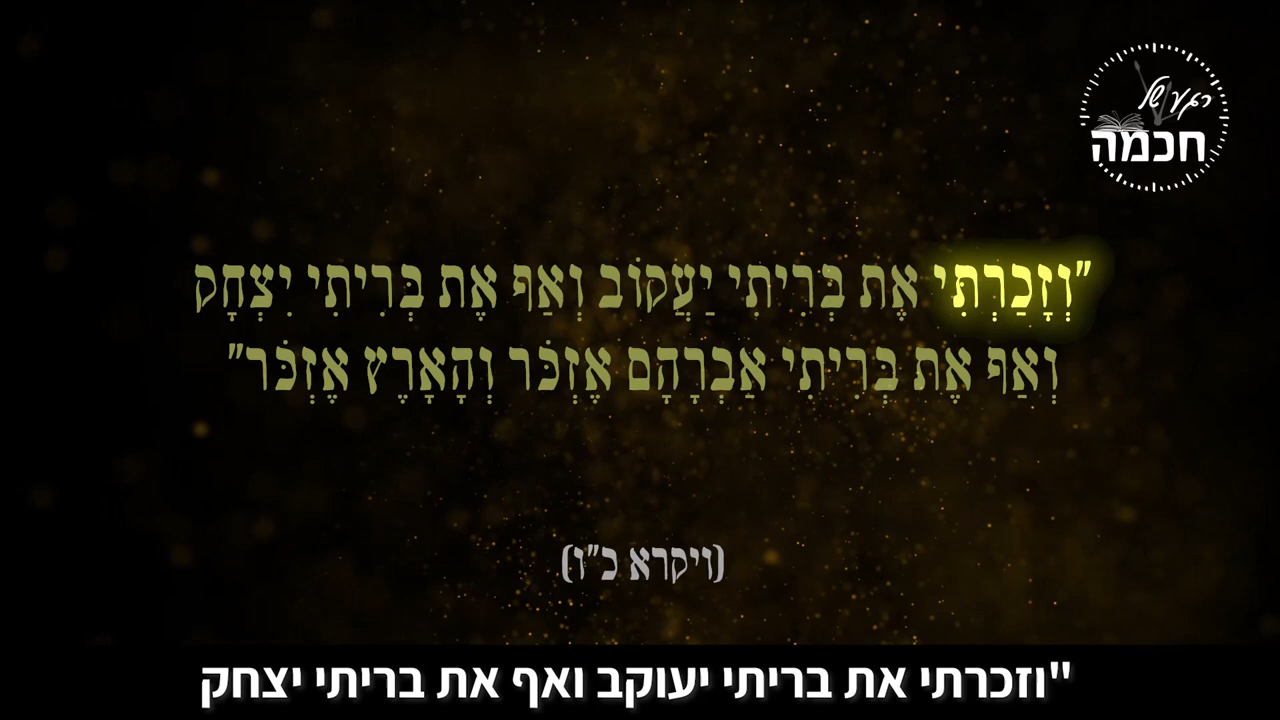 רגע של
חכמה
"וְזָכַרְתִּי אֶת בְּרִיתִי יַעֲקוֹב וְאַף אֶת בְּרִיתִי יִצְחָק
וְאַף אֶת בְּרִיתִי אַבְרָהָם אֶזְכֹּר וְהָאָרֶץ אֶזְכֹּר"
(ויקרא כ"ו)
"וזכרתי את בריתי יעוקב ואף את בריתי יצחק